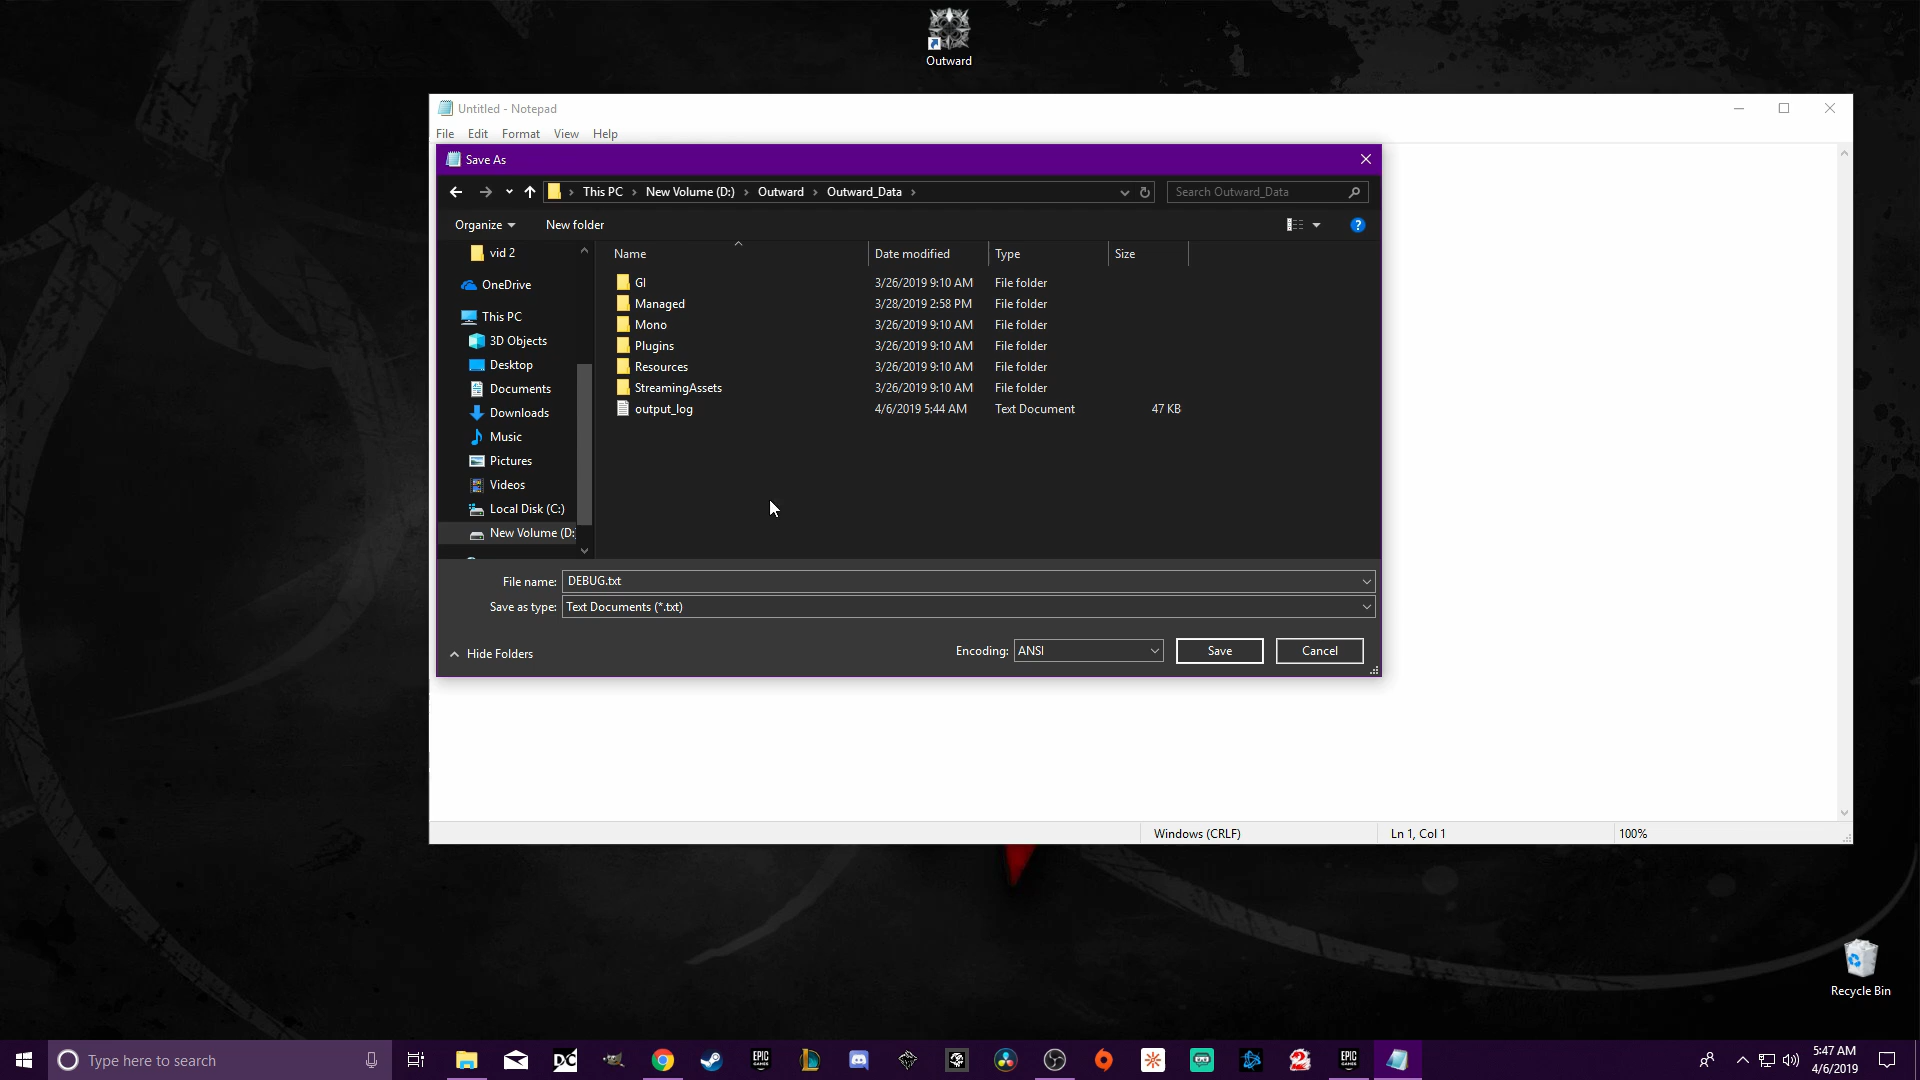 Outward
Untitled - Notepad
File Edit Format View Help
Save As
This PC New Volume (D:) Outward Outward_Data
Search Outward_Data
Organize New folder
?
vid 2
OneDrive
This PC
3D Objects
Desktop
Documents
Downloads
Music
Pictures
Videos
Local Disk (C:)
New Volume (D:
Name Date modified Type Size
GI 3/26/2019 9:10 AM File folder
Managed 3/28/2019 2:58 PM File folder
Mono 3/26/2019 9:10 AM File folder
Plugins 3/26/2019 9:10 AM File folder
Resources 3/26/2019 9:10 AM File folder
StreamingAssets 3/26/2019 9:10 AM File folder
output_log 4/6/2019 5:44 AM Text Document 47 KB
File name: DEBUG.txt
Save as type: Text Documents (*.txt)
Hide Folders
Encoding: ANSI Save Cancel
Windows (CRLF) Ln 1, Col 1 100%
Recycle Bin
Type here to search
DC
EPIC GAMES
EPIC GAMES
5:47 AM
4/6/2019